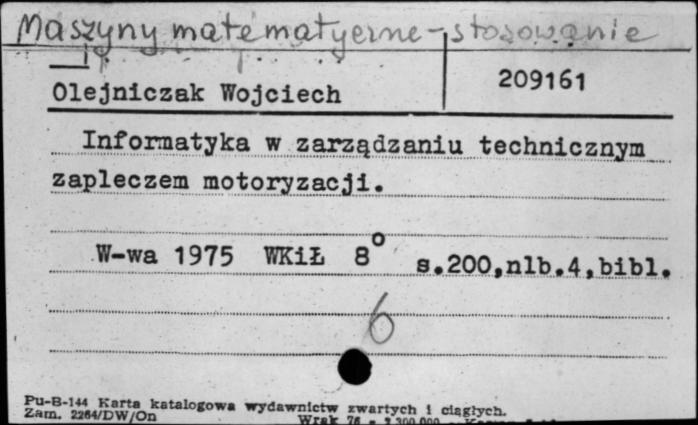 Maszyny matematyczne - stosowanie
Olejniczak Wojciech
209161
Informatyka w zarządzaniu technicznym
zapleczem motoryzacji.
W-wa 1975 WKiŁ 8° s.200,nlb.4,bibl.
6
Pu-B-144 Karta katalogowa wydawnictw zwartych i ciągłych.
Zam. 2264/DW/On